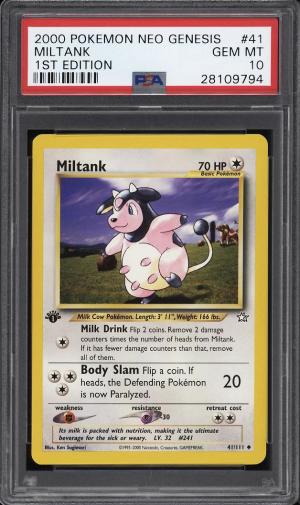 2000 POKEMON NEO GENESIS #41
MILTANK GEM MT
1ST EDITION 10
PSA 28109794
Miltank 70 HP
Basic Pokémon
Milk Cow Pokémon. Length: 3' 11", Weight: 166 lbs.
Milk Drink Flip 2 coins. Remove 2 damage
counters times the number of heads from Miltank.
If it has fewer damage counters than that, remove
all of them.
Body Slam Flip a coin. If
heads, the Defending Pokémon 20
is now Paralyzed.
weakness resistance retreat cost
-30
Its milk is packed with nutrition, making it the ultimate
beverage for the sick or weary. LV. 32 #241
Illus. Ken Sugimori ©1995-2000 Nintendo, Creatures, GAMEFREAK. 41/111